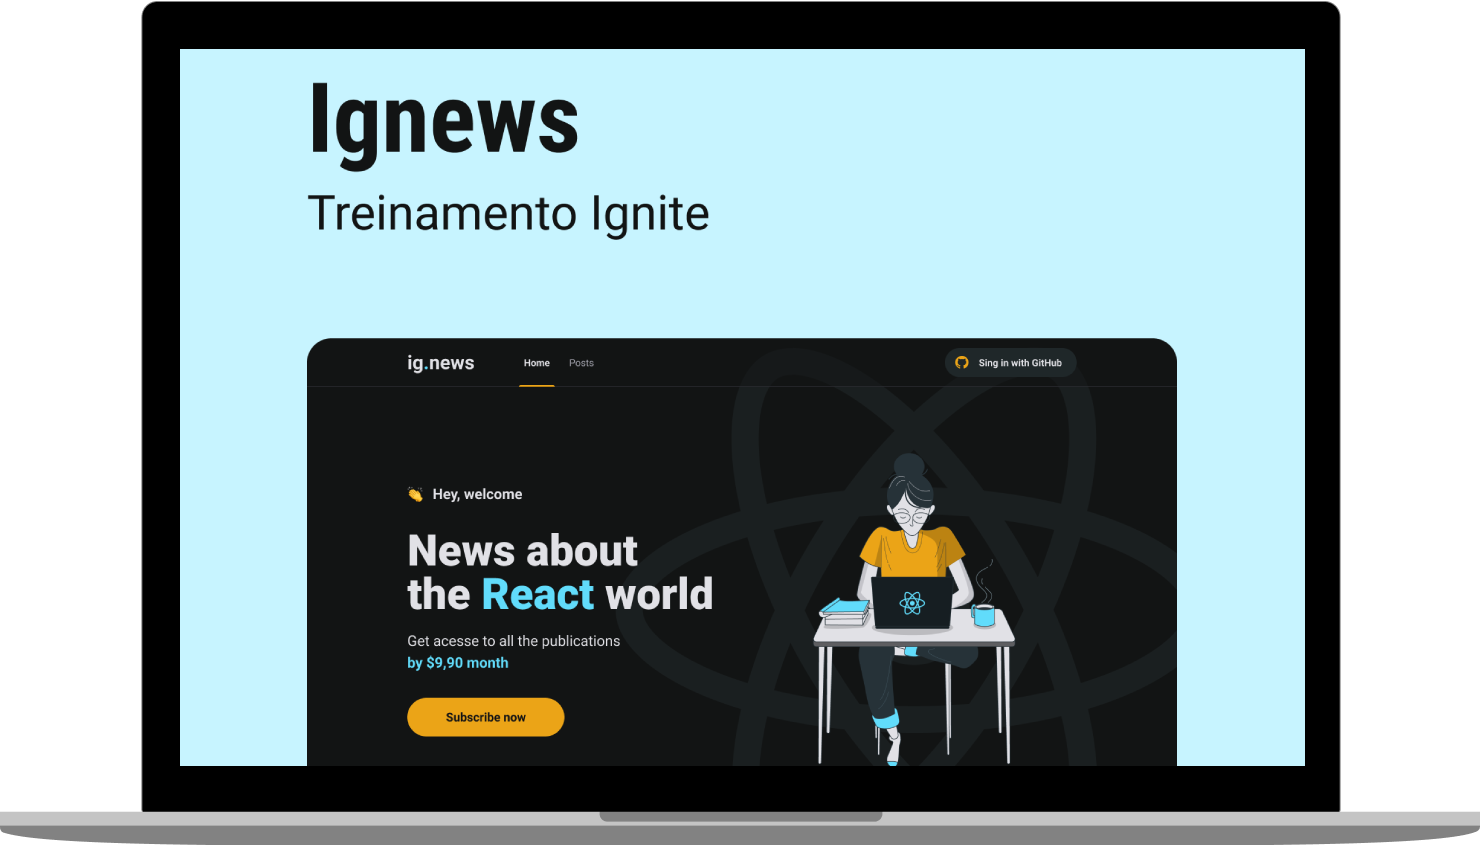 Ignews
Treinamento Ignite
ig.news
Home
Posts
Sing in with GitHub
Hey, welcome
News about
the React world
Get acesse to all the publications
by $9,90 month
Subscribe now